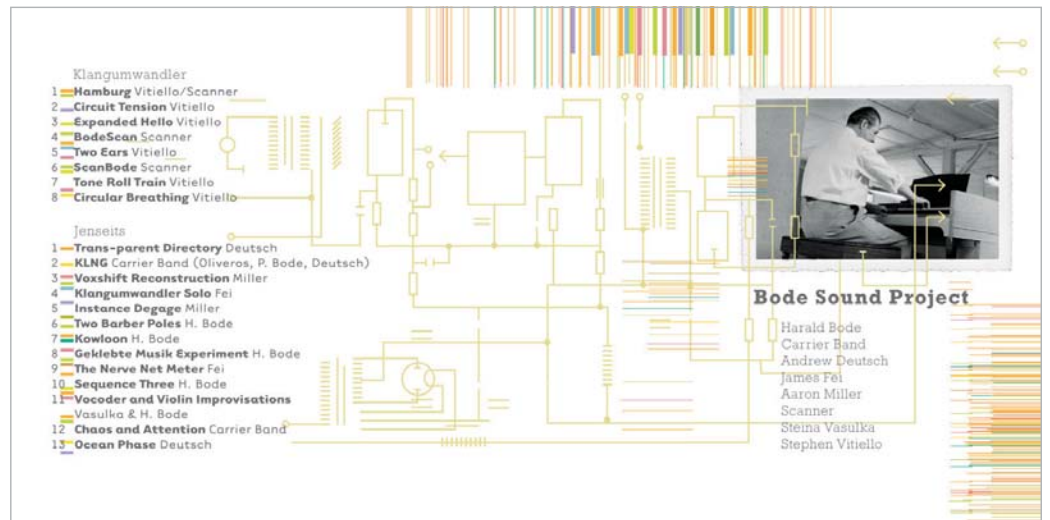 Klangumwandler
1 Hamburg Vitiello/Scanner
2 Circuit Tension Vitiello
3 Expanded Hello Vitiello
4 BodeScan Scanner
5 Two Ears Vitiello
6 ScanBode Scanner
7 Tone Roll Train Vitiello
8 Circular Breathing Vitiello
Jenseits
1 Trans-parent Directory Deutsch
2 KLNG Carrier Band (Oliveros, P. Bode, Deutsch)
3 Voxshift Reconstruction Miller
4 Klangumwandler Solo Fei
5 Instance Degage Miller
6 Two Barber Poles H. Bode
7 Kowloon H. Bode
8 Geklebte Musik Experiment H. Bode
9 The Nerve Net Meter Fei
10 Sequence Three H. Bode
11 Vocoder and Violin Improvisations
Vasulka & H. Bode
12 Chaos and Attention Carrier Band
13 Ocean Phase Deutsch
Bode Sound Project
Harald Bode
Carrier Band
Andrew Deutsch
James Fei
Aaron Miller
Scanner
Steina Vasulka
Stephen Vitiello